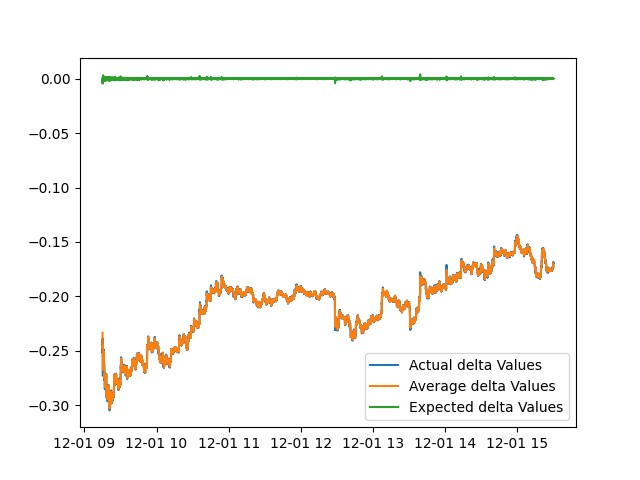 0.00
−0.05
−0.10
−0.15
−0.20
−0.25
−0.30
Actual delta Values
Average delta Values
Expected delta Values
12-01 09 12-01 10 12-01 11 12-01 12 12-01 13 12-01 14 12-01 15